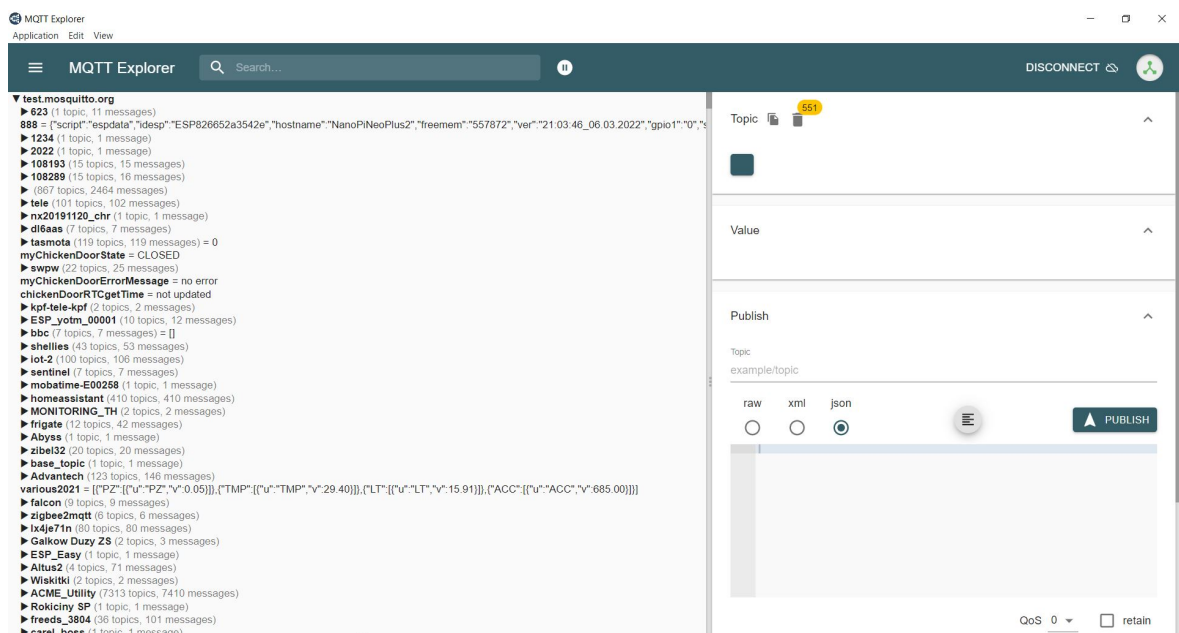 MQTT Explorer
Application Edit View
MQTT Explorer
Search...
DISCONNECT
test.mosquitto.org
623 (1 topic, 11 messages)
888 = {"script":"espdata","idesp":"ESP826652a3542e","hostname":"NanoPiNeoPlus2","freemem":"557872","ver":"21:03:46_06.03.2022","gpio1":"0","s
1234 (1 topic, 1 message)
2022 (1 topic, 1 message)
108193 (15 topics, 15 messages)
108289 (15 topics, 16 messages)
(867 topics, 2464 messages)
tele (101 topics, 102 messages)
nx20191120_chr (1 topic, 1 message)
dl6aas (7 topics, 7 messages)
tasmota (119 topics, 119 messages) = 0
myChickenDoorState = CLOSED
swpw (22 topics, 25 messages)
myChickenDoorErrorMessage = no error
chickenDoorRTCgetTime = not updated
kpf-tele-kpf (2 topics, 2 messages)
ESP_yotm_00001 (10 topics, 12 messages)
bbc (7 topics, 7 messages) = []
shellies (43 topics, 53 messages)
iot-2 (100 topics, 106 messages)
sentinel (7 topics, 7 messages)
mobatime-E00258 (1 topic, 1 message)
homeassistant (410 topics, 410 messages)
MONITORING_TH (2 topics, 2 messages)
frigate (12 topics, 42 messages)
Abyss (1 topic, 1 message)
zibel32 (20 topics, 20 messages)
base_topic (1 topic, 1 message)
Advantech (123 topics, 146 messages)
various2021 = [{"PZ":[{"u":"PZ","v":0.05}]},{"TMP":[{"u":"TMP","v":29.40}]},{"LT":[{"u":"LT","v":15.91}]},{"ACC":[{"u":"ACC","v":685.00}]}]
falcon (9 topics, 9 messages)
zigbee2mqtt (6 topics, 6 messages)
lx4je71n (80 topics, 80 messages)
Galkow Duzy ZS (2 topics, 3 messages)
ESP_Easy (1 topic, 1 message)
Altus2 (4 topics, 71 messages)
Wiskitki (2 topics, 2 messages)
ACME_Utility (7313 topics, 7410 messages)
Rokiciny SP (1 topic, 1 message)
freeds_3804 (36 topics, 101 messages)
carel_boss (1 topic, 1 message)
Topic 551
Value
Publish
Topic
example/topic
raw xml json
PUBLISH
QoS 0 retain